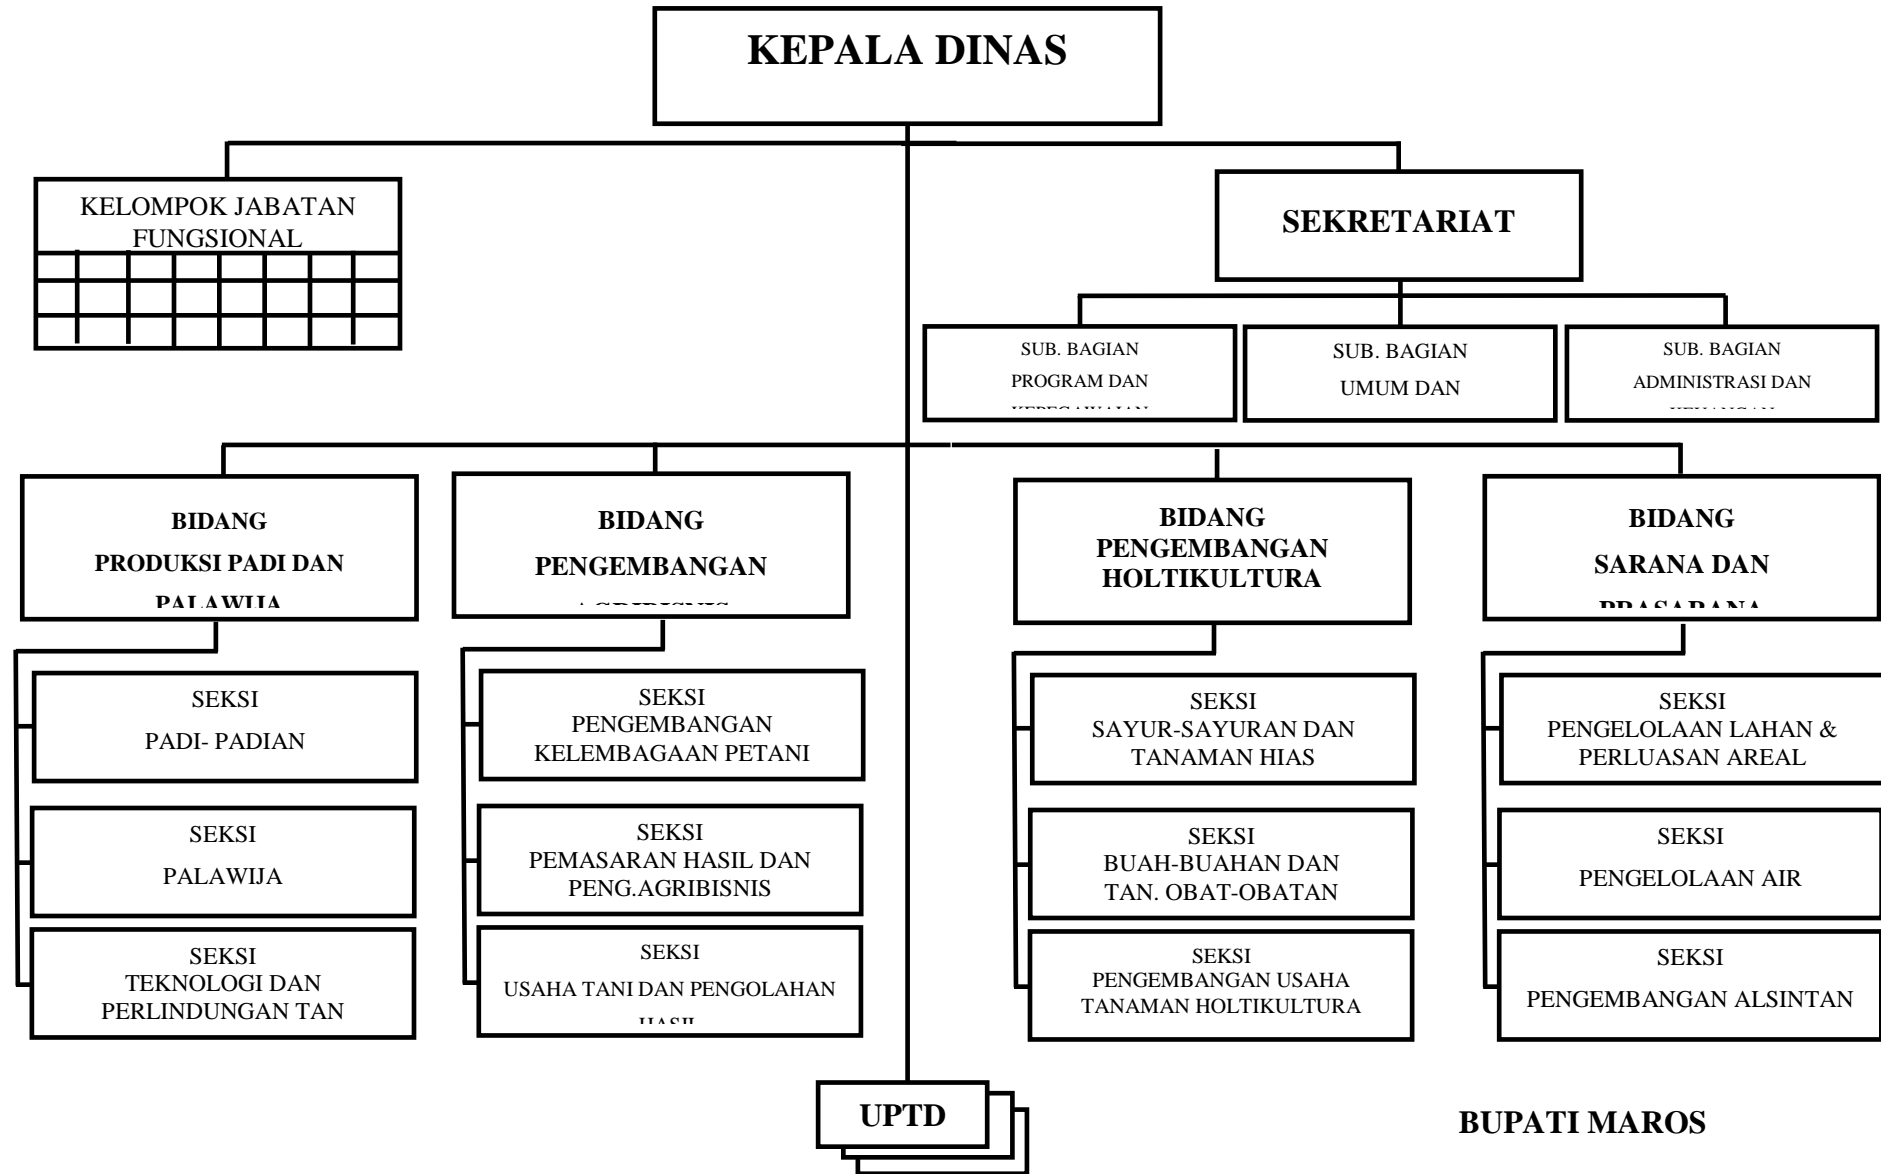 KEPALA DINAS
KELOMPOK JABATAN
FUNGSIONAL
SEKRETARIAT
SUB. BAGIAN
PROGRAM DAN
SUB. BAGIAN
UMUM DAN
SUB. BAGIAN
ADMINISTRASI DAN
BIDANG
PRODUKSI PADI DAN
PALAWIJA
BIDANG
PENGEMBANGAN
BIDANG
PENGEMBANGAN
HOLTIKULTURA
BIDANG
SARANA DAN
PRASARANA
SEKSI
PADI- PADIAN
SEKSI
PALAWIJA
SEKSI
TEKNOLOGI DAN
PERLINDUNGAN TAN
SEKSI
PENGEMBANGAN
KELEMBAGAAN PETANI
SEKSI
PEMASARAN HASIL DAN
PENG.AGRIBISNIS
SEKSI
USAHA TANI DAN PENGOLAHAN
HASIL
SEKSI
SAYUR-SAYURAN DAN
TANAMAN HIAS
SEKSI
BUAH-BUAHAN DAN
TAN. OBAT-OBATAN
SEKSI
PENGEMBANGAN USAHA
TANAMAN HOLTIKULTURA
SEKSI
PENGELOLAAN LAHAN &
PERLUASAN AREAL
SEKSI
PENGELOLAAN AIR
SEKSI
PENGEMBANGAN ALSINTAN
UPTD
BUPATI MAROS